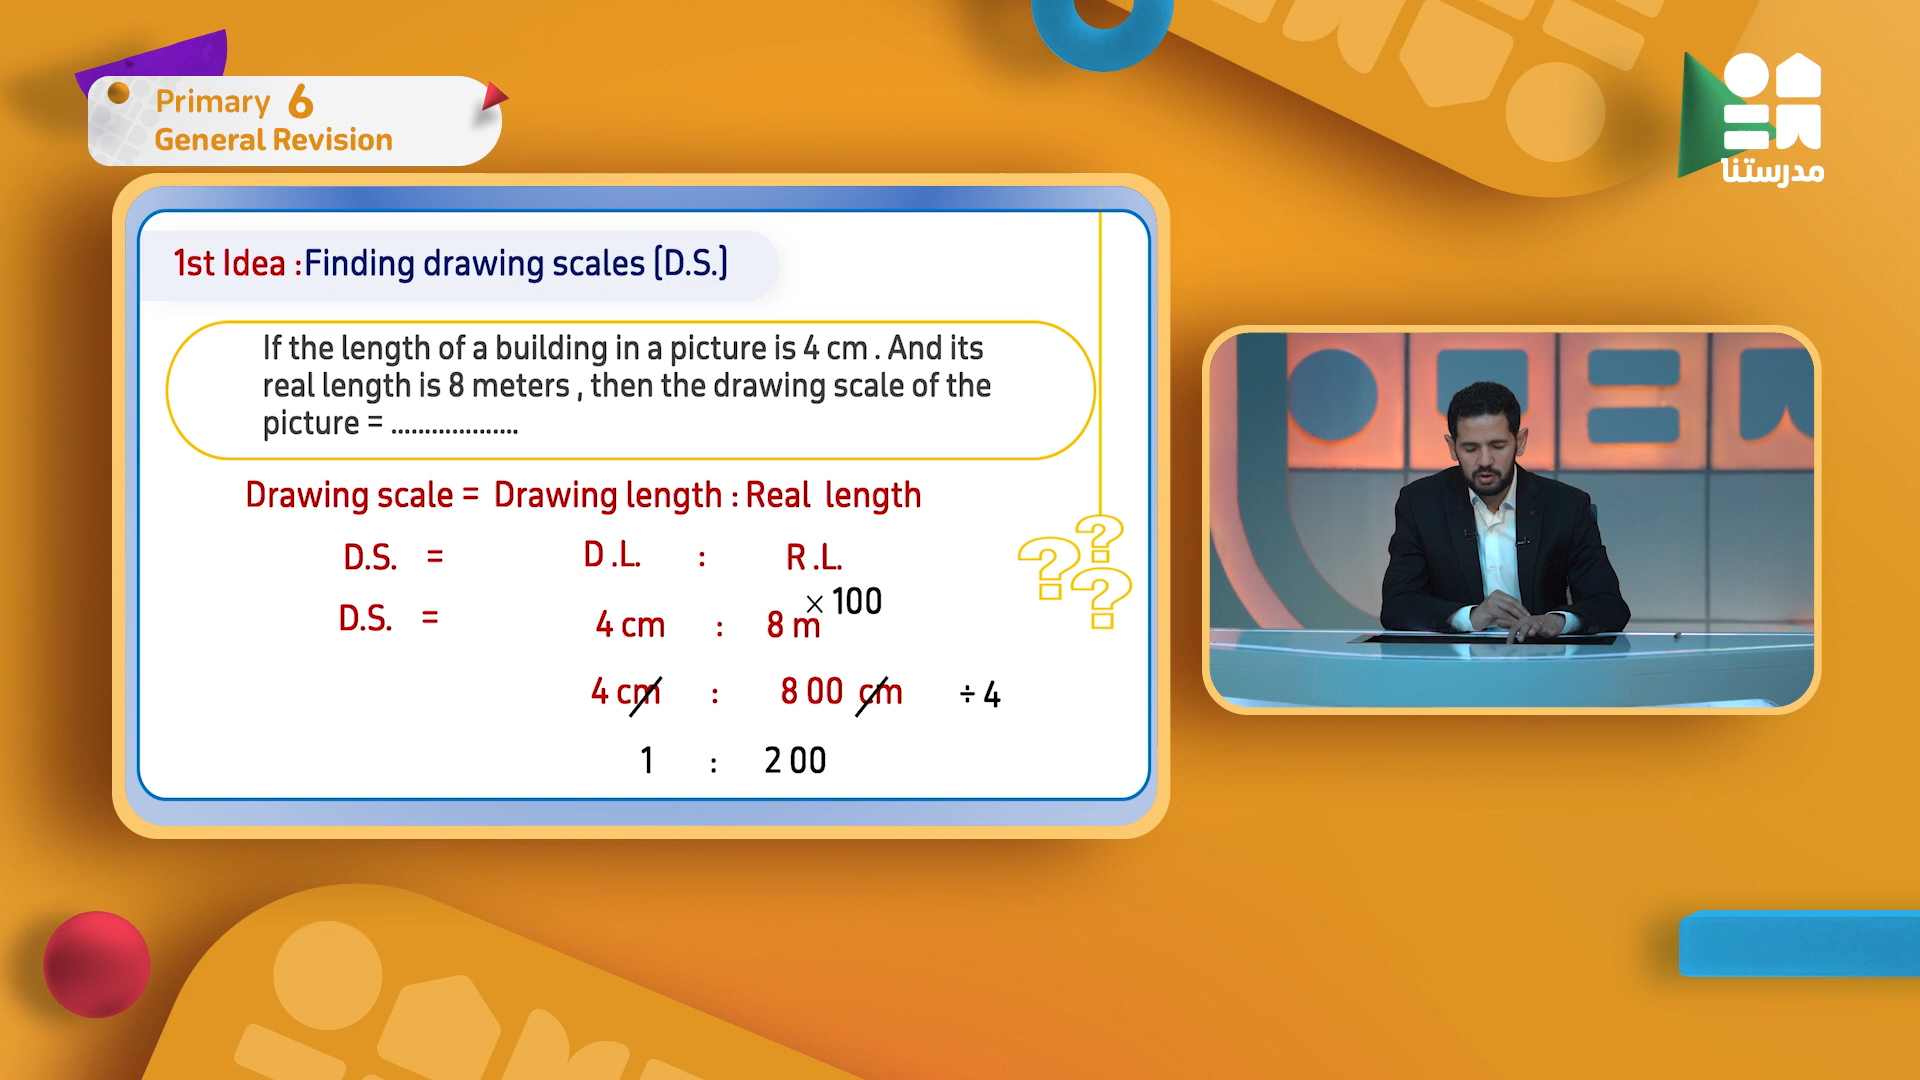 Primary 6
General Revision
مدرستنا
1st Idea :Finding drawing scales (D.S.)
If the length of a building in a picture is 4 cm . And its
real length is 8 meters , then the drawing scale of the
picture = ...................
Drawing scale = Drawing length : Real length
D.S. = D .L. : R .L.
× 100
D.S. = 4 cm : 8 m
4 cm : 8 00 cm ÷ 4
1 : 2 00